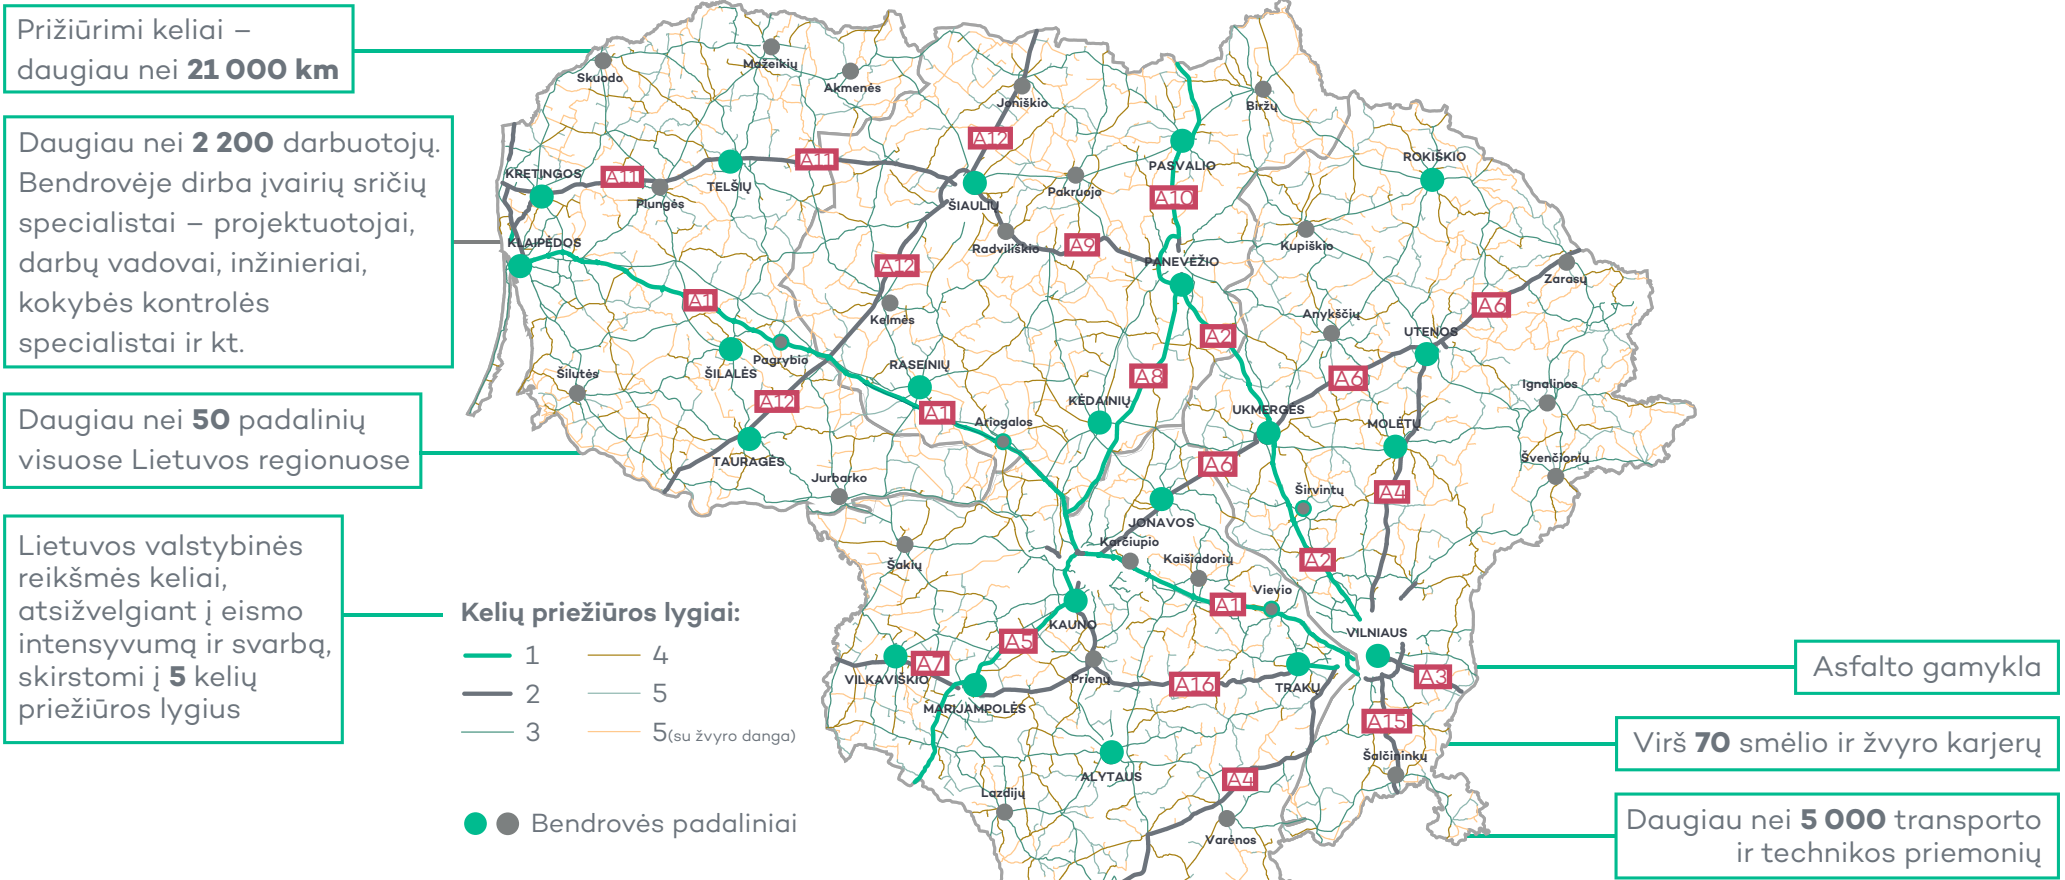 Prižiūrimi keliai –
daugiau nei 21 000 km
Daugiau nei 2 200 darbuotojų.
Bendrovėje dirba įvairių sričių
specialistai – projektuotojai,
darbų vadovai, inžinieriai,
kokybės kontrolės
specialistai ir kt.
Daugiau nei 50 padalinių
visuose Lietuvos regionuose
Lietuvos valstybinės
reikšmės keliai,
atsižvelgiant į eismo
intensyvumą ir svarbą,
skirstomi į 5 kelių
priežiūros lygius
Kelių priežiūros lygiai:
1
2
3
4
5
5(su žvyro danga)
Bendrovės padaliniai
Skuodo
Mažeikių
Akmenės
Joniškio
Biržų
A12
PASVALIO
ROKIŠKIO
KRETINGOS
A11
Plungės
TELŠIŲ
A11
ŠIAULIŲ
Pakruojo
A10
KLAIPĖDOS
Radviliškio
A9
Kupiškio
A12
PANEVĖŽIO
Zarasų
A1
Kelmės
A2
Anykščių
UTENOS
A6
Pagrybio
ŠILALĖS
RASEINIŲ
A8
A6
Šilutės
Ignalinos
A12
A1
Ariogalos
KĖDAINIŲ
UKMERGĖS
MOLĖTŲ
TAURAGĖS
A6
Švenčionių
Jurbarko
Širvintų
A4
JONAVOS
Karčiupio
Kaišiadorių
Šakių
A2
Vievio
A1
KAUNO
VILNIAUS
A5
A7
VILKAVIŠKIO
Prienų
A16
TRAKŲ
A3
MARIJAMPOLĖS
A15
Šalčininkų
ALYTAUS
A4
Lazdijų
Varėnos
Asfalto gamykla
Virš 70 smėlio ir žvyro karjerų
Daugiau nei 5 000 transporto
ir technikos priemonių